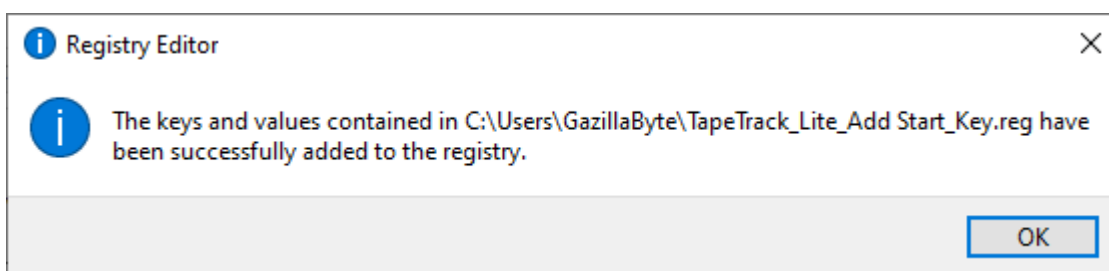 Registry Editor
The keys and values contained in C:\Users\GazillaByte\TapeTrack_Lite_Add Start_Key.reg have
been successfully added to the registry.
OK